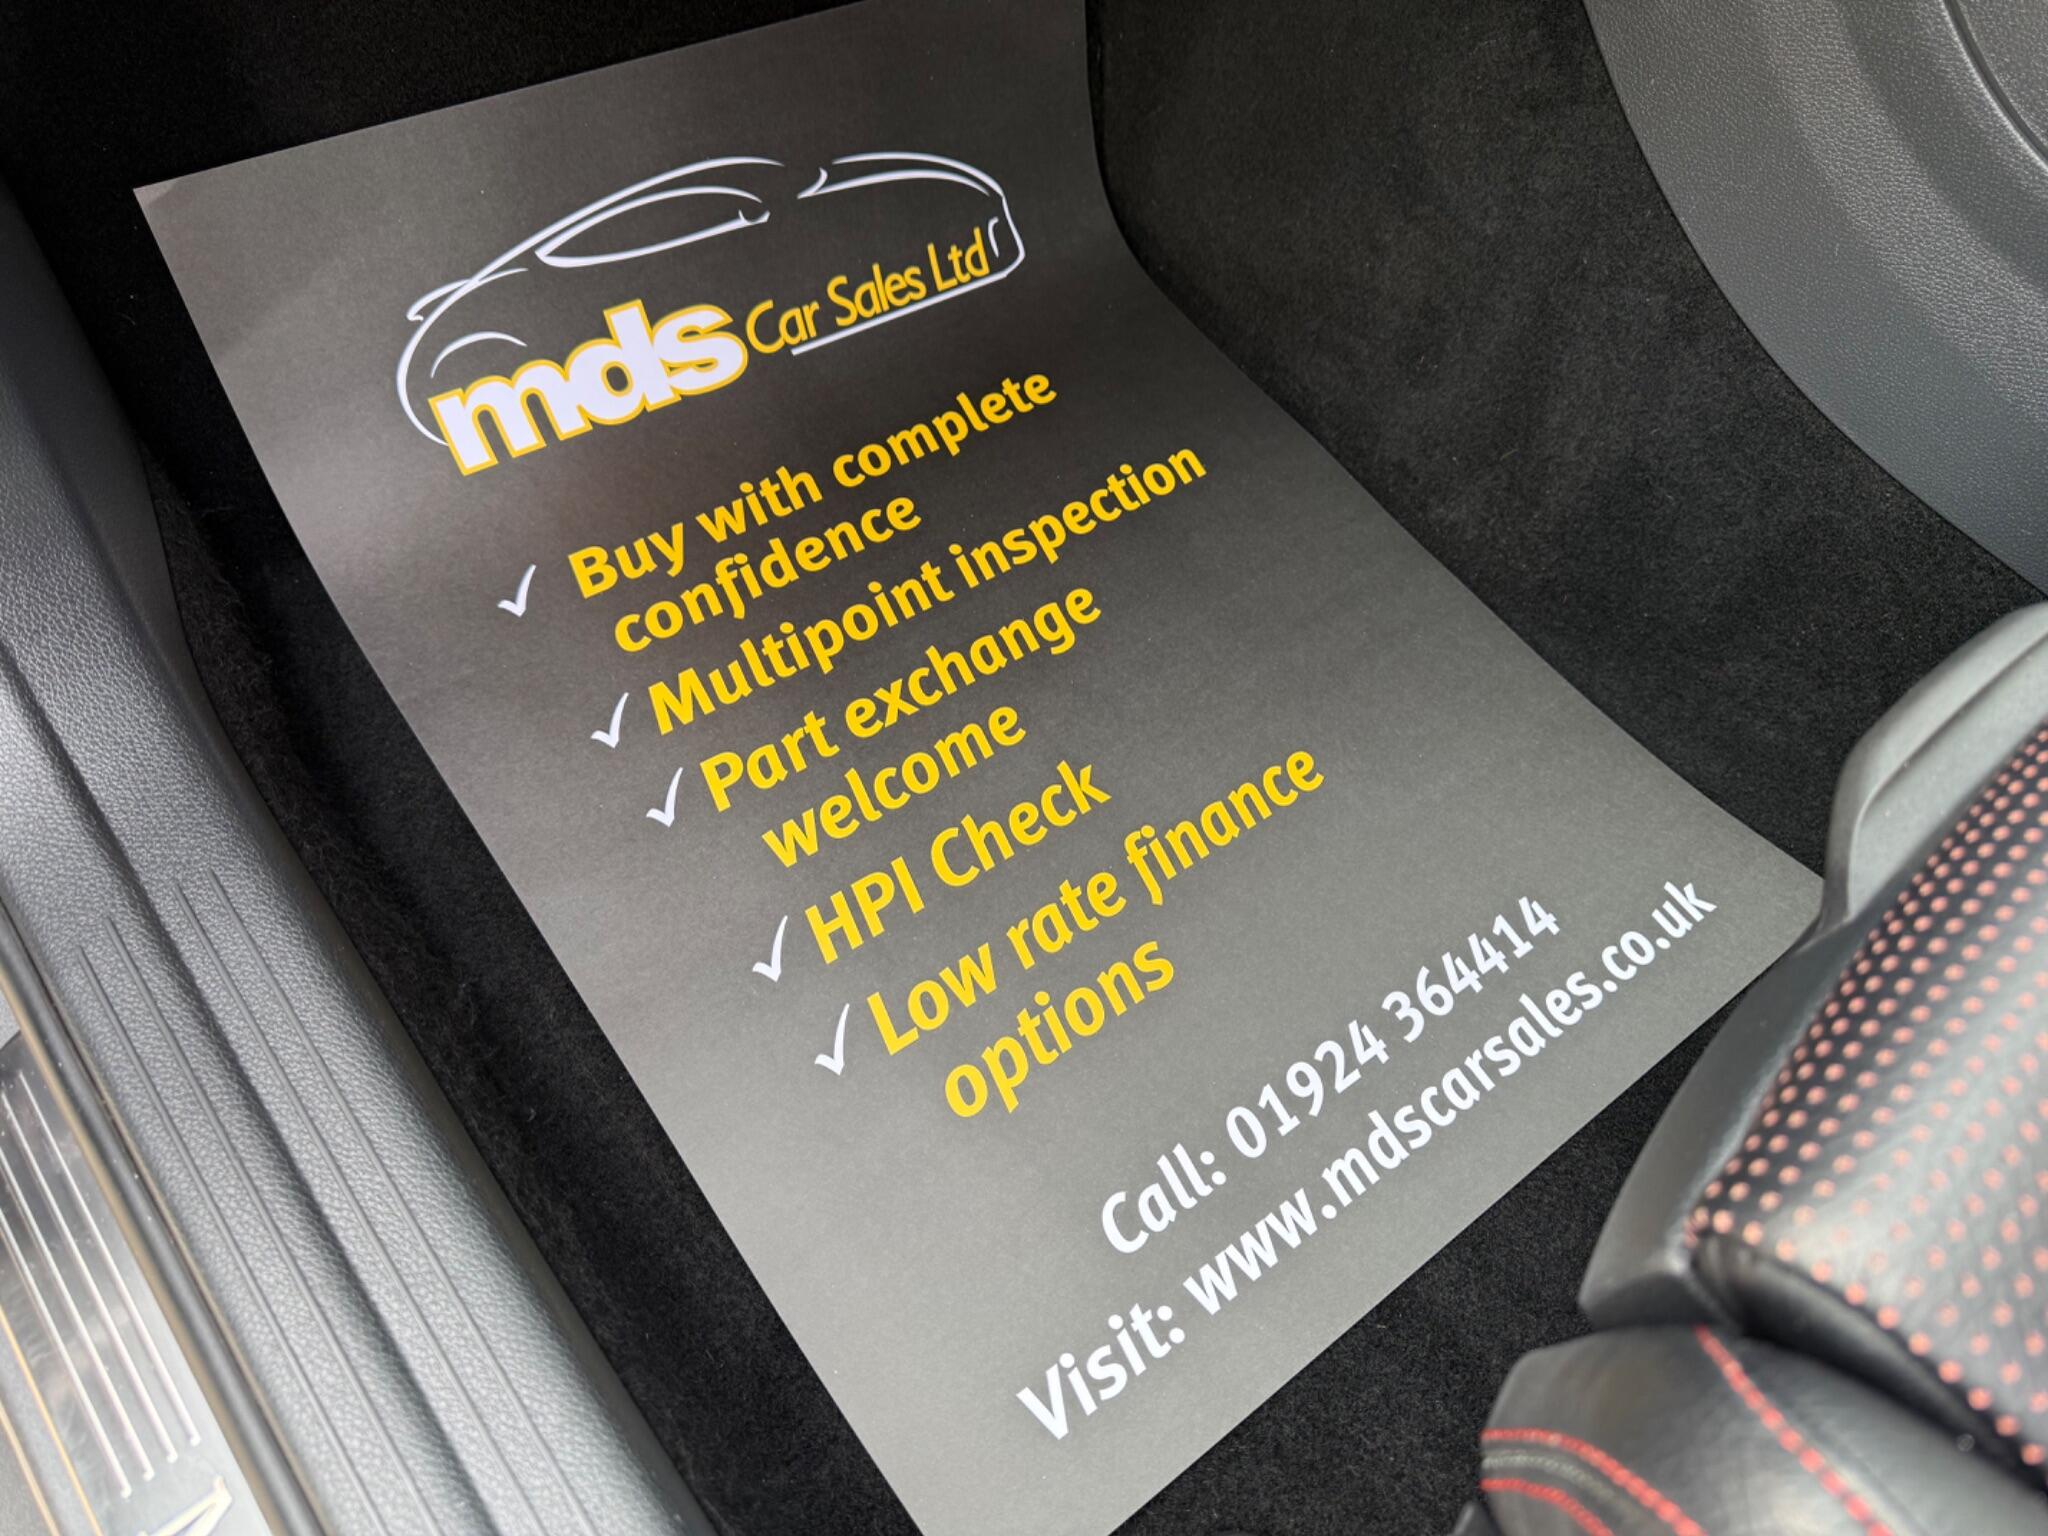 mds Car Sales Ltd
Buy with complete
confidence
Multipoint inspection
Part exchange
welcome
HPI Check
Low rate finance
options
Call: 01924 364414
Visit: www.mdscarsales.co.uk